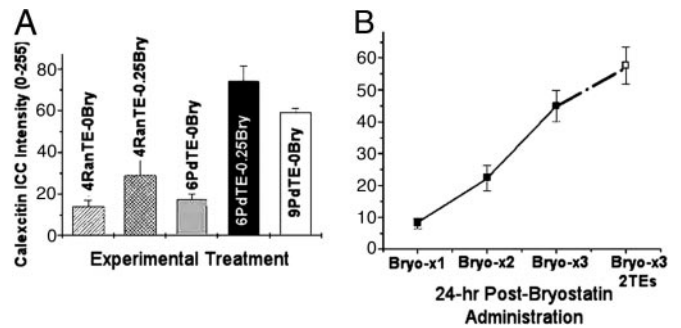 A
Calexcitin ICC Intensity (0-255)
80
60
40
20
0
4RanTE-0Bry
4RanTE-0.25Bry
6PdTE-0Bry
6PdTE-0.25Bry
9PdTE-0Bry
Experimental Treatment
B
60
50
40
30
20
10
0
Bryo-x1
Bryo-x2
Bryo-x3
Bryo-x3
2TEs
24-hr Post-Bryostatin
Administration